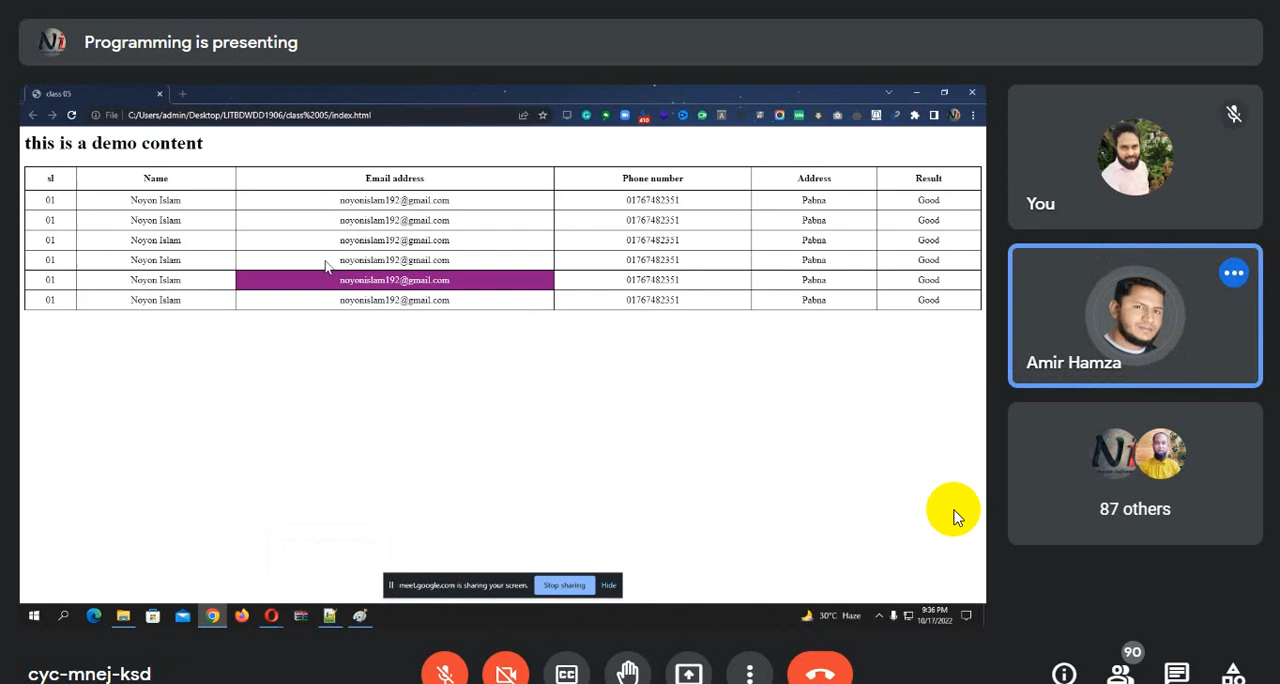 Programming is presenting
class 05
File C:/Users/admin/Desktop/LITBDWDD1906/class%2005/index.html
410
this is a demo content
sl Name Email address Phone number Address Result
01 Noyon Islam noyonislam192@gmail.com 01767482351 Pabna Good
01 Noyon Islam noyonislam192@gmail.com 01767482351 Pabna Good
01 Noyon Islam noyonislam192@gmail.com 01767482351 Pabna Good
01 Noyon Islam noyonislam192@gmail.com 01767482351 Pabna Good
01 Noyon Islam noyonislam192@gmail.com 01767482351 Pabna Good
01 Noyon Islam noyonislam192@gmail.com 01767482351 Pabna Good
meet.google.com is sharing your screen. Stop sharing Hide
30°C Haze
9:36 PM
10/17/2022
You
Amir Hamza
Ni
87 others
cyc-mnej-ksd
90